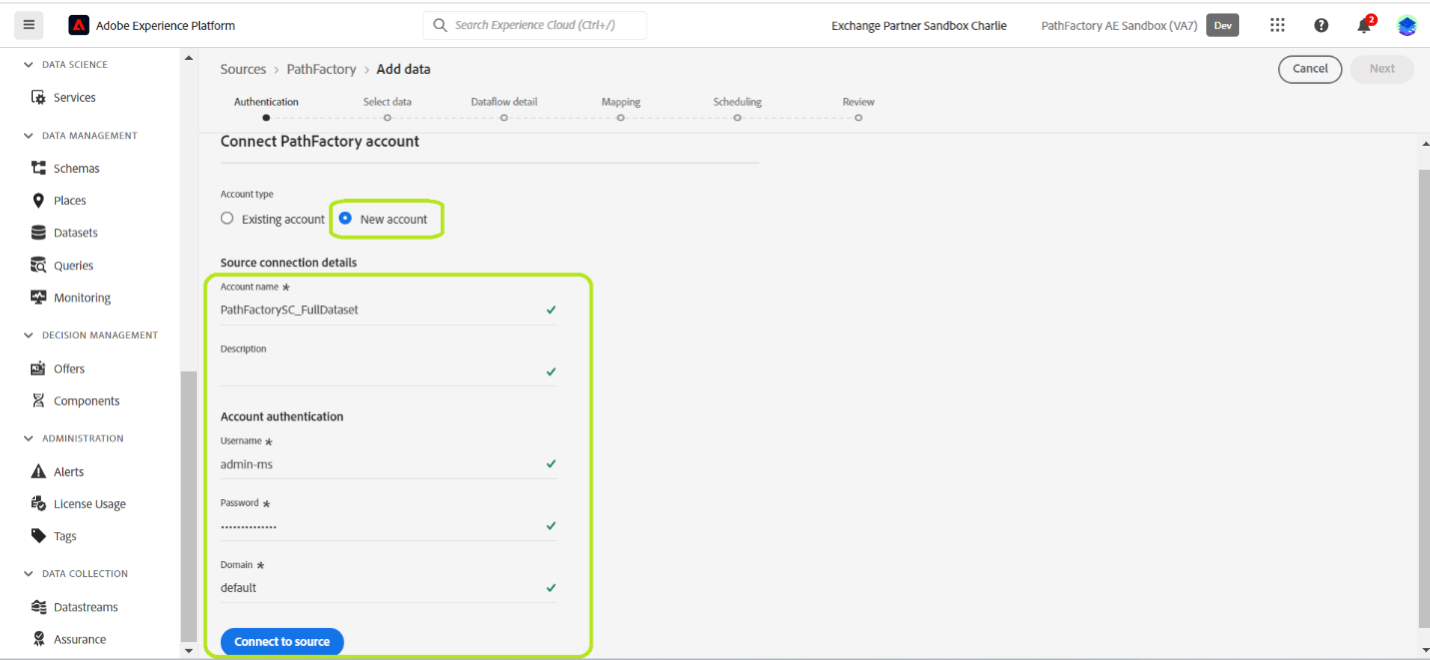 Adobe Experience Platform
Search Experience Cloud (Ctrl+/)
Exchange Partner Sandbox Charlie
PathFactory AE Sandbox (VA7)
Dev
2
DATA SCIENCE
Services
DATA MANAGEMENT
Schemas
Places
Datasets
Queries
Monitoring
DECISION MANAGEMENT
Offers
Components
ADMINISTRATION
Alerts
License Usage
Tags
DATA COLLECTION
Datastreams
Assurance
Sources > PathFactory > Add data
Cancel
Next
Authentication
Select data
Dataflow detail
Mapping
Scheduling
Review
Connect PathFactory account
Account type
Existing account
New account
Source connection details
Account name *
PathFactorySC_FullDataset
Description
Account authentication
Username *
admin-ms
Password *
••••••••••••••
Domain *
default
Connect to source